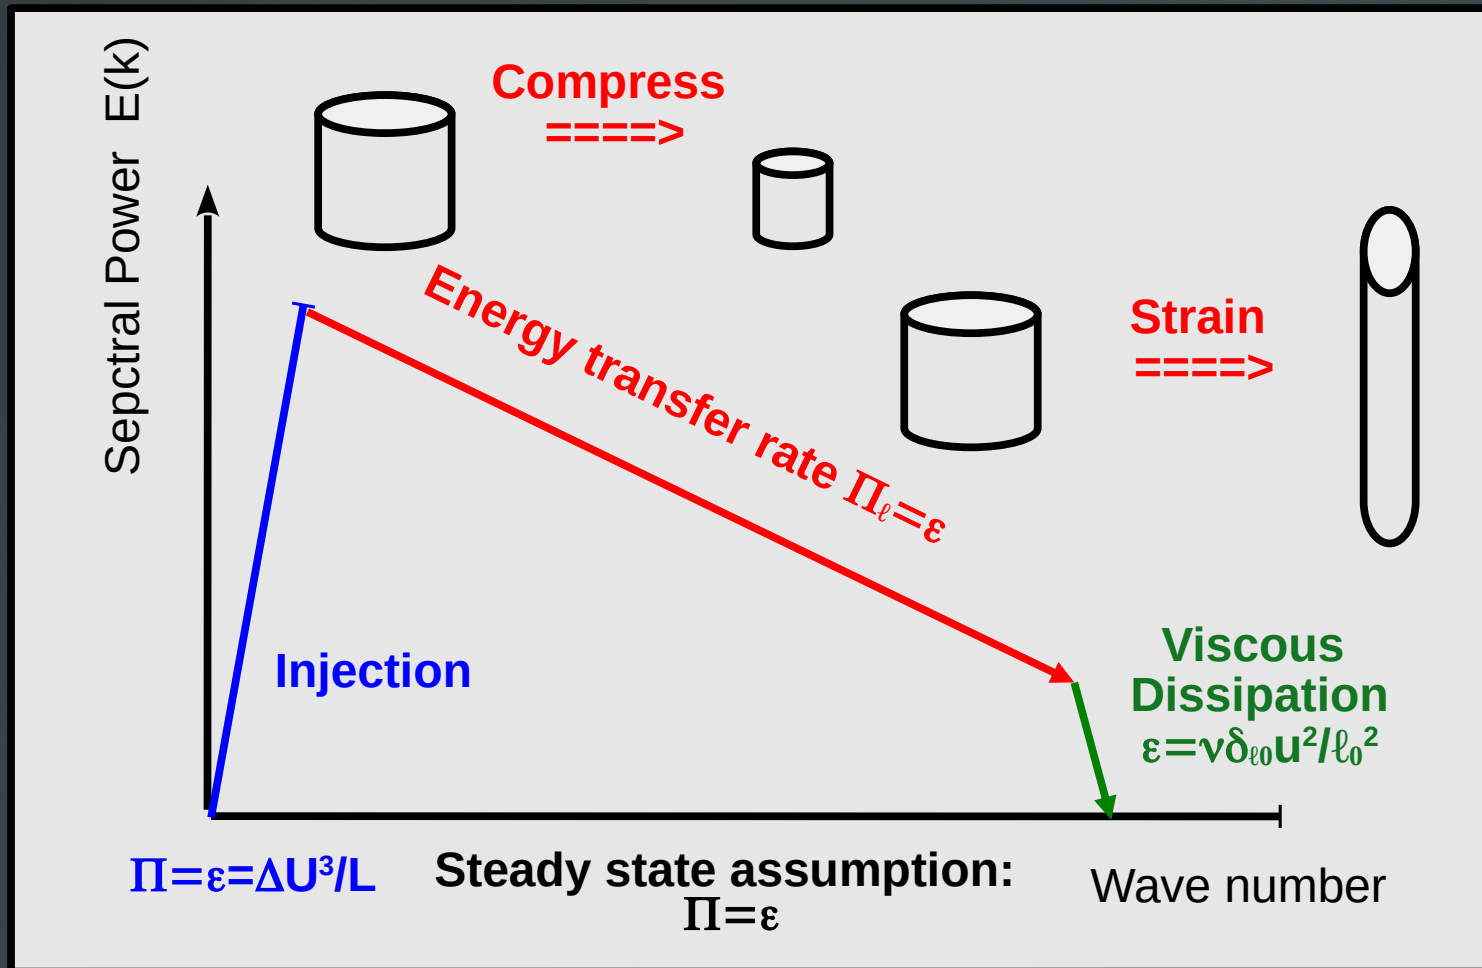 Sepctral Power E(k)
Compress
====>
Strain
====>
Energy transfer rate Πℓ=ε
Injection
Viscous
Dissipation
ε=νδℓ0u²/ℓ0²
Π=ε=ΔU³/L
Steady state assumption:
Π=ε
Wave number